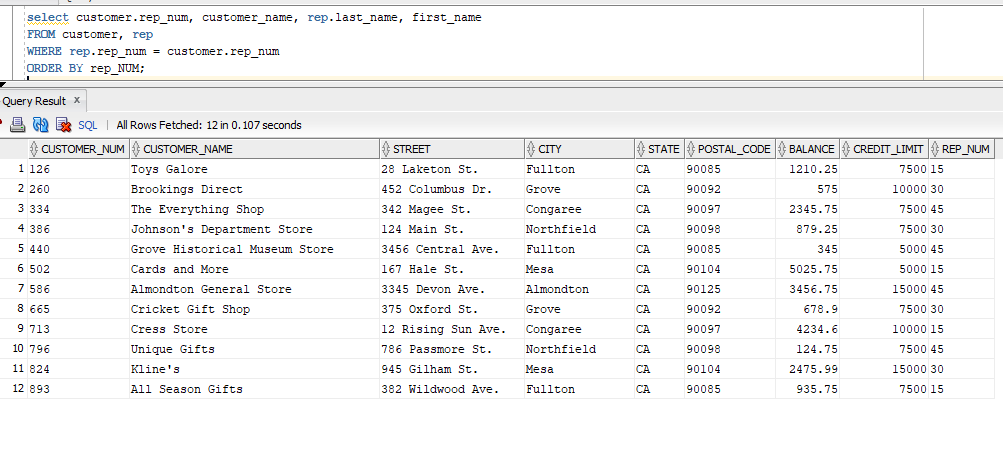 select customer.rep_num, customer_name, rep.last_name, first_name
FROM customer, rep
WHERE rep.rep_num = customer.rep_num
ORDER BY rep_NUM;
Query Result x
SQL | All Rows Fetched: 12 in 0.107 seconds
CUSTOMER_NUM CUSTOMER_NAME STREET CITY STATE POSTAL_CODE BALANCE CREDIT_LIMIT REP_NUM
1 126 Toys Galore 28 Laketon St. Fullton CA 90085 1210.25 7500 15
2 260 Brookings Direct 452 Columbus Dr. Grove CA 90092 575 10000 30
3 334 The Everything Shop 342 Magee St. Congaree CA 90097 2345.75 7500 45
4 386 Johnson's Department Store 124 Main St. Northfield CA 90098 879.25 7500 30
5 440 Grove Historical Museum Store 3456 Central Ave. Fullton CA 90085 345 5000 45
6 502 Cards and More 167 Hale St. Mesa CA 90104 5025.75 5000 15
7 586 Almondton General Store 3345 Devon Ave. Almondton CA 90125 3456.75 15000 45
8 665 Cricket Gift Shop 375 Oxford St. Grove CA 90092 678.9 7500 30
9 713 Cress Store 12 Rising Sun Ave. Congaree CA 90097 4234.6 10000 15
10 796 Unique Gifts 786 Passmore St. Northfield CA 90098 124.75 7500 45
11 824 Kline's 945 Gilham St. Mesa CA 90104 2475.99 15000 30
12 893 All Season Gifts 382 Wildwood Ave. Fullton CA 90085 935.75 7500 15